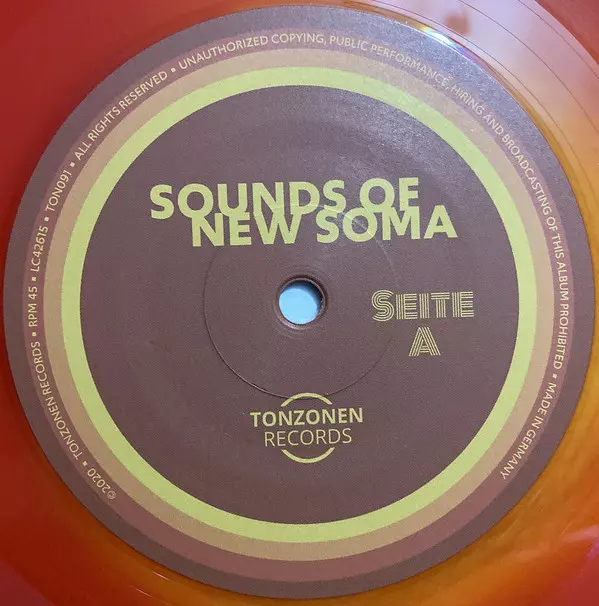 SOUNDS OF
NEW SOMA
SEITE
A
TONZONEN
RECORDS
©2020 ▪ TONZONEN RECORDS ▪ RPM 45 ▪ LC42615 ▪ TON091 ▪ ALL RIGHTS RESERVED ▪ UNAUTHORIZED COPYING, PUBLIC PERFORMANCE, HIRING AND BROADCASTING OF THIS ALBUM PROHIBITED ▪ MADE IN GERMANY